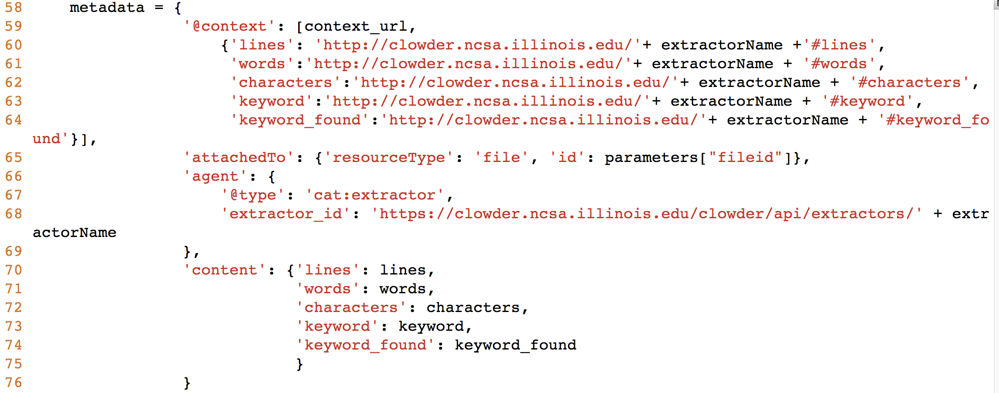 58     metadata = {
59                 '@context': [context_url,
60                     {'lines': 'http://clowder.ncsa.illinois.edu/'+ extractorName +'#lines',
61                      'words':'http://clowder.ncsa.illinois.edu/'+ extractorName + '#words',
62                      'characters':'http://clowder.ncsa.illinois.edu/'+ extractorName + '#characters',
63                      'keyword':'http://clowder.ncsa.illinois.edu/'+ extractorName + '#keyword',
64                      'keyword_found':'http://clowder.ncsa.illinois.edu/'+ extractorName + '#keyword_fo
und'}],
65                 'attachedTo': {'resourceType': 'file', 'id': parameters["fileid"]},
66                 'agent': {
67                     '@type': 'cat:extractor',
68                     'extractor_id': 'https://clowder.ncsa.illinois.edu/clowder/api/extractors/' + extr
actorName
69                 },
70                 'content': {'lines': lines,
71                             'words': words,
72                             'characters': characters,
73                             'keyword': keyword,
74                             'keyword_found': keyword_found
75                             }
76                 }